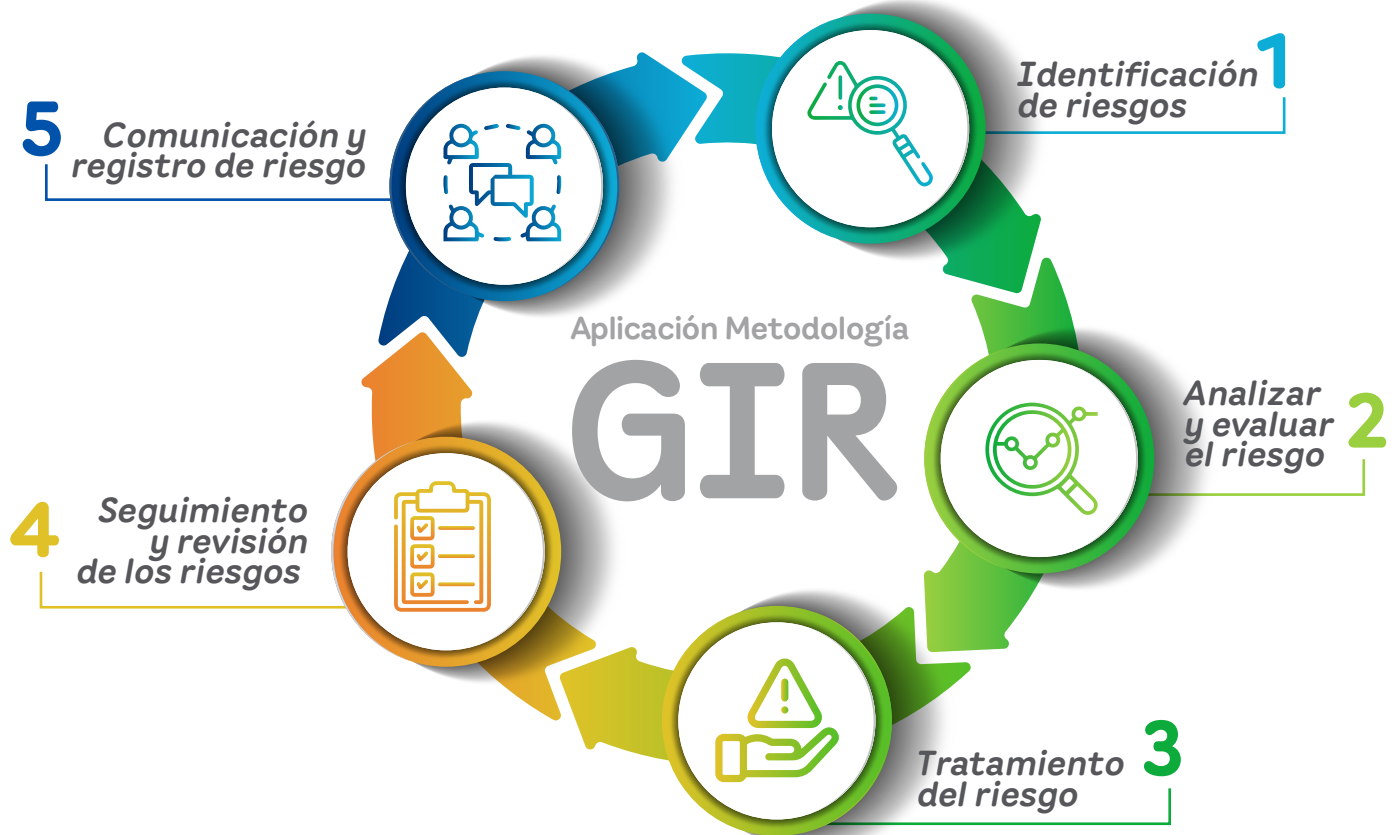 Aplicación Metodología
GIR
1
Identificación
de riesgos
2
Analizar
y evaluar
el riesgo
3
Tratamiento
del riesgo
4
Seguimiento
y revisión
de los riesgos
5
Comunicación y
registro de riesgo